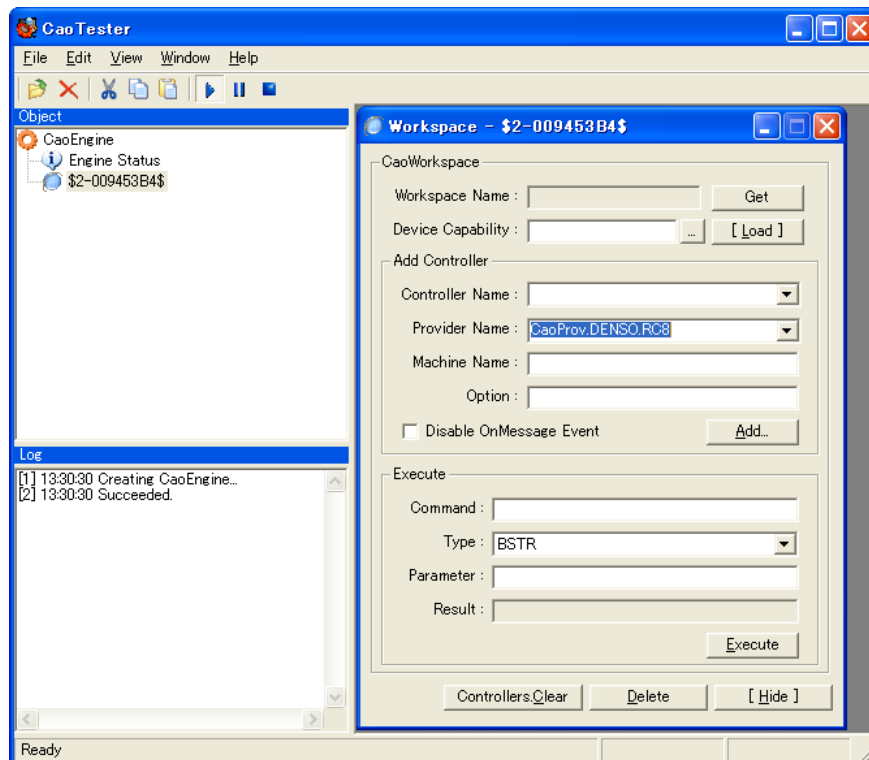 CaoTester
File Edit View Window Help
Object
CaoEngine
Engine Status
$2-009453B4$
Log
[1] 13:30:30 Creating CaoEngine...
[2] 13:30:30 Succeeded.
Workspace - $2-009453B4$
CaoWorkspace
Workspace Name : Get
Device Capability : ... [ Load ]
Add Controller
Controller Name :
Provider Name : CaoProv.DENSO.RC8
Machine Name :
Option :
Disable OnMessage Event Add...
Execute
Command :
Type : BSTR
Parameter :
Result :
Execute
Controllers.Clear Delete [ Hide ]
Ready